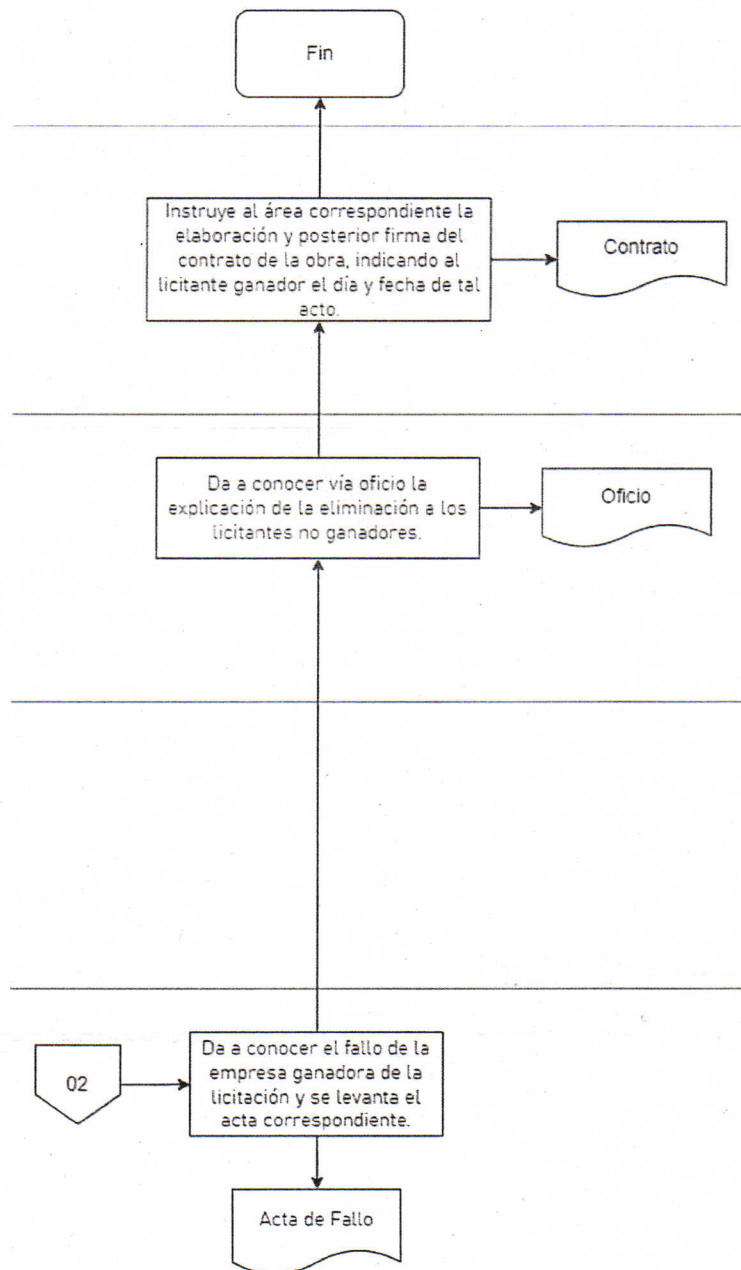 Fin
Instruye al área correspondiente la
elaboración y posterior firma del
contrato de la obra, indicando al
licitante ganador el día y fecha de tal
acto.
Contrato
Da a conocer vía oficio la
explicación de la eliminación a los
licitantes no ganadores.
Oficio
02
Da a conocer el fallo de la
empresa ganadora de la
licitación y se levanta el
acta correspondiente.
Acta de Fallo